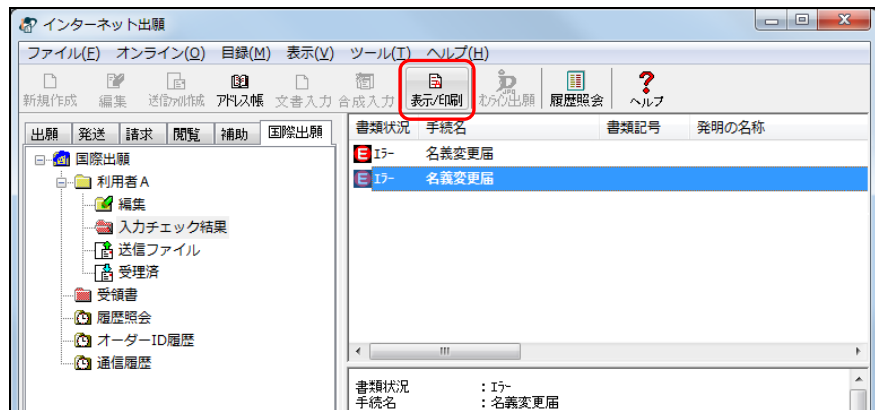 インターネット出願
ファイル(F) オンライン(O) 目録(M) 表示(V) ツール(T) ヘルプ(H)
新規作成 編集 送信ﾌｧｲﾙ作成 ｱﾄﾞﾚｽ帳 文書入力 合成入力 表示/印刷 ｵﾝﾗｲﾝ出願 履歴照会 ヘルプ
出願 発送 請求 閲覧 補助 国際出願
書類状況 手続名 書類記号 発明の名称
E ｴﾗｰ 名義変更届
E ｴﾗｰ 名義変更届
国際出願
利用者A
編集
入力チェック結果
送信ファイル
受理済
受領書
履歴照会
オーダーID履歴
通信履歴
書類状況 :ｴﾗｰ
手続名 :名義変更届